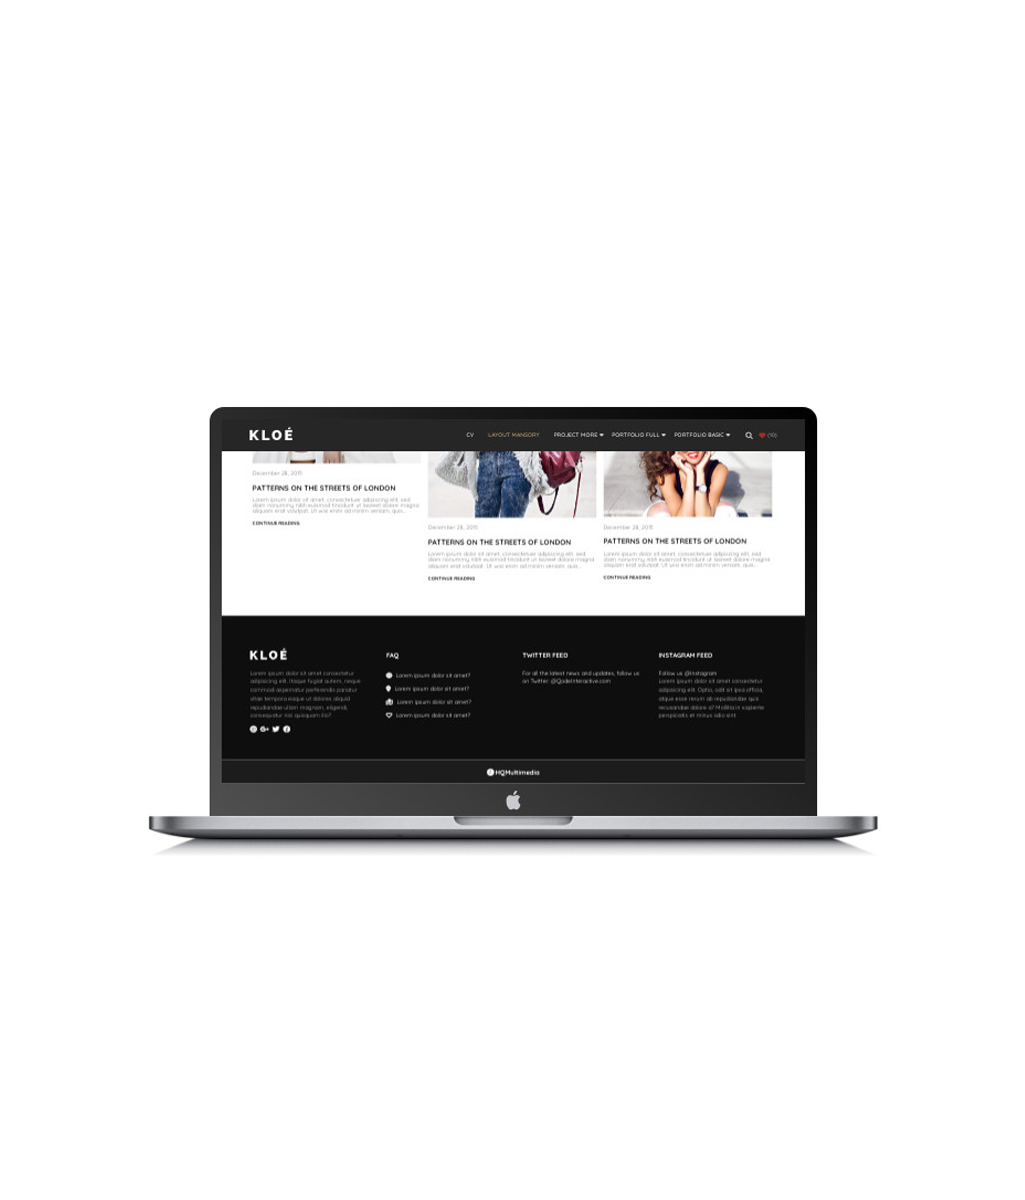 KLOÉ
CV LAYOUT MANSORY PROJECT MORE PORTFOLIO FULL PORTFOLIO BASIC (10)
December 28, 2015
PATTERNS ON THE STREETS OF LONDON
Lorem ipsum dolor sit amet, consectetuer adipiscing elit, sed
diam nonummy nibh euismod tincidunt ut laoreet dolore magna
aliquam erat volutpat. Ut wisi enim ad minim veniam, quis...
CONTINUE READING
December 28, 2015
PATTERNS ON THE STREETS OF LONDON
Lorem ipsum dolor sit amet, consectetuer adipiscing elit, sed
diam nonummy nibh euismod tincidunt ut laoreet dolore magna
aliquam erat volutpat. Ut wisi enim ad minim veniam, quis...
CONTINUE READING
December 28, 2015
PATTERNS ON THE STREETS OF LONDON
Lorem ipsum dolor sit amet, consectetuer adipiscing elit, sed
diam nonummy nibh euismod tincidunt ut laoreet dolore magna
aliquam erat volutpat. Ut wisi enim ad minim veniam, quis...
CONTINUE READING
KLOÉ
Lorem ipsum dolor sit amet consectetur
adipisicing elit. Itaque fugiat autem, neque
commodi aspernatur perferendis pariatur
vitae tempora eaque ut dolores aliquid
repudiandae ullam magnam, eligendi,
consequatur nisi quisquam illo?
FAQ
Lorem ipsum dolor sit amet?
Lorem ipsum dolor sit amet?
Lorem ipsum dolor sit amet?
Lorem ipsum dolor sit amet?
TWITTER FEED
For all the latest news and updates, follow us
on Twitter: @QodeInteractive.com
INSTAGRAM FEED
Follow us @Instagram
Lorem ipsum dolor sit amet consectetur
adipisicing elit. Optio, velit sit ipsa officia,
atque esse rerum ab repudiandae quis
recusandae dolore a? Mollitia in sapiente
perspiciatis et minus odio sint
HQMultimedia